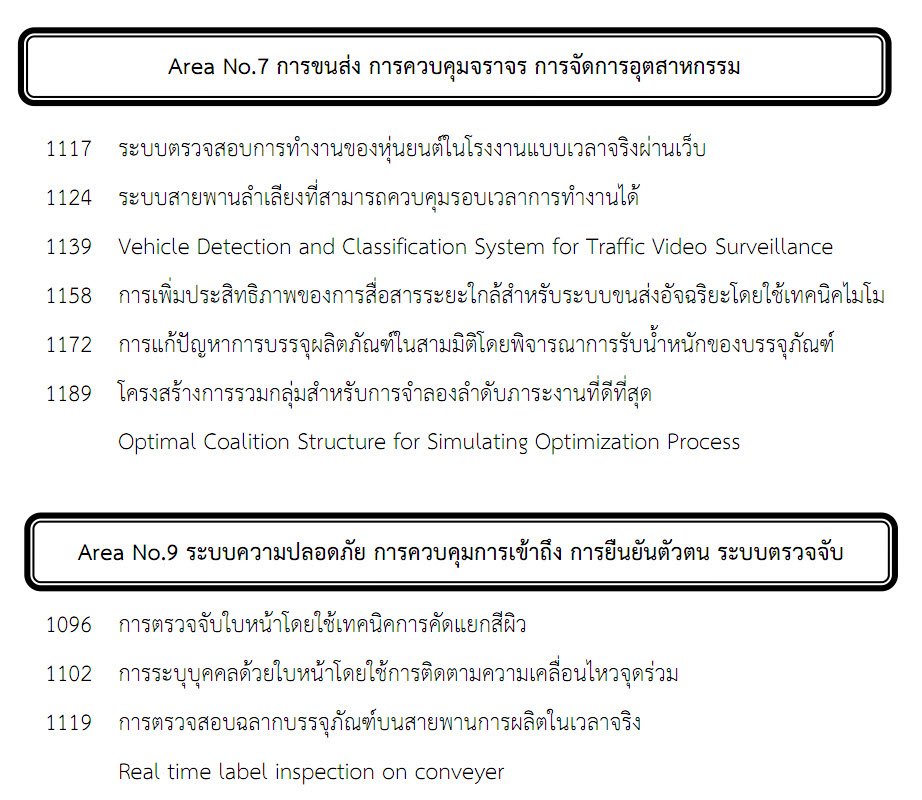 Area No.7 การขนส่ง การควบคุมจราจร การจัดการอุตสาหกรรม
1117 ระบบตรวจสอบการทำงานของหุ่นยนต์ในโรงงานแบบเวลาจริงผ่านเว็บ
1124 ระบบสายพานลำเลียงที่สามารถควบคุมรอบเวลาการทำงานได้
1139 Vehicle Detection and Classification System for Traffic Video Surveillance
1158 การเพิ่มประสิทธิภาพของการสื่อสารระยะใกล้สำหรับระบบขนส่งอัจฉริยะโดยใช้เทคนิคไมโม
1172 การแก้ปัญหาการบรรจุผลิตภัณฑ์ในสามมิติโดยพิจารณาการรับน้ำหนักของบรรจุภัณฑ์
1189 โครงสร้างการรวมกลุ่มสำหรับการจำลองลำดับภาระงานที่ดีที่สุด
Optimal Coalition Structure for Simulating Optimization Process
Area No.9 ระบบความปลอดภัย การควบคุมการเข้าถึง การยืนยันตัวตน ระบบตรวจจับ
1096 การตรวจจับใบหน้าโดยใช้เทคนิคการคัดแยกสีผิว
1102 การระบุบุคคลด้วยใบหน้าโดยใช้การติดตามความเคลื่อนไหวจุดร่วม
1119 การตรวจสอบฉลากบรรจุภัณฑ์บนสายพานการผลิตในเวลาจริง
Real time label inspection on conveyer